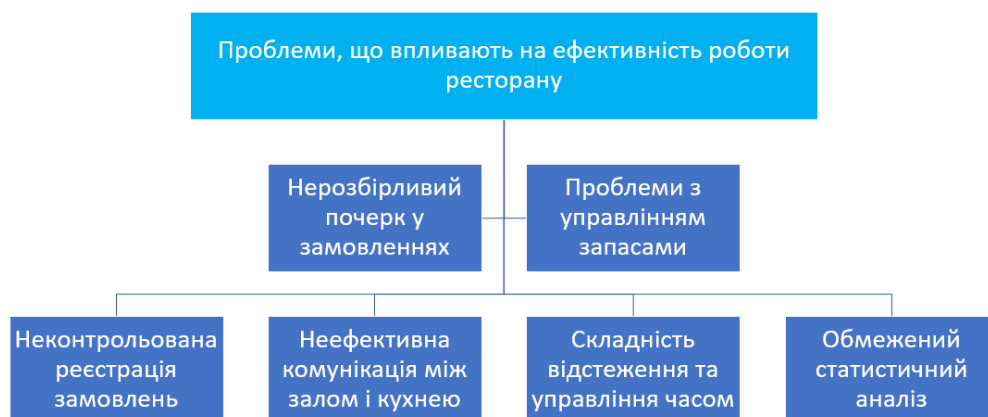 Проблеми, що впливають на ефективність роботи
ресторану
Нерозбірливий
почерк у
замовленнях
Проблеми з
управлінням
запасами
Неконтрольована
реєстрація
замовлень
Неефективна
комунікація між
залом і кухнею
Складність
відстеження та
управління часом
Обмежений
статистичний
аналіз